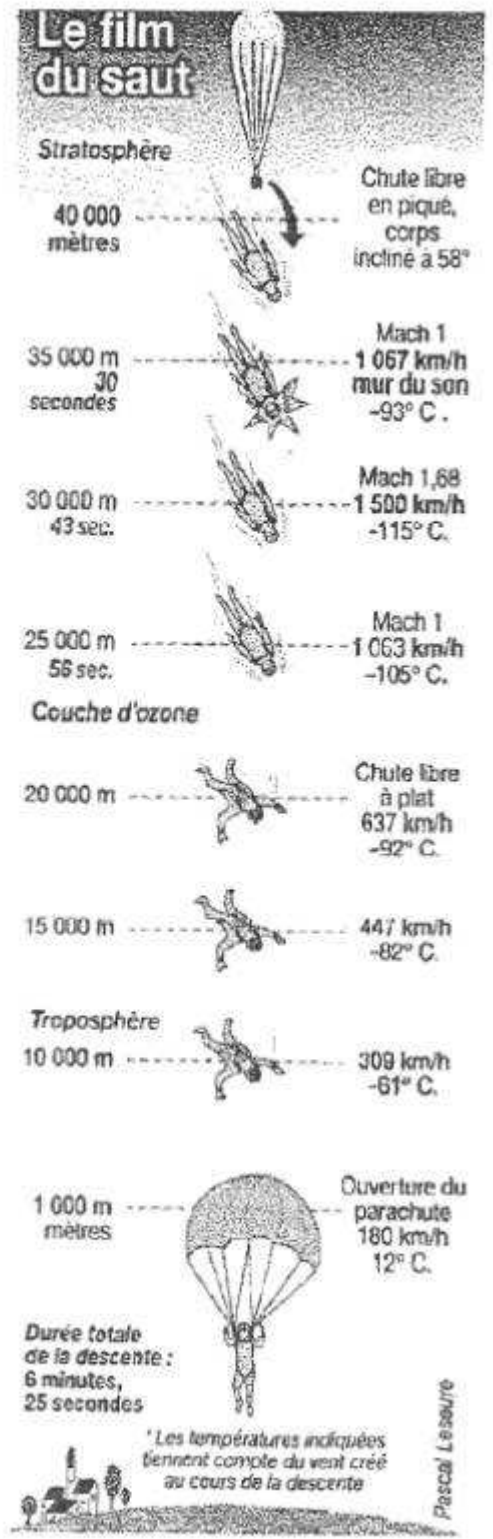 Le film
du saut
Stratosphère
40 000
mètres
Chute libre
en piqué,
corps
incliné à 58°
35 000 m
30
secondes
Mach 1
1 067 km/h
mur du son
-93° C.
30 000 m
43 sec.
Mach 1,68
1 500 km/h
-115° C.
25 000 m
56 sec.
Mach 1
1 063 km/h
-105° C.
Couche d'ozone
20 000 m
Chute libre
à plat
637 km/h
-92° C.
15 000 m
447 km/h
-82° C.
Troposphère
10 000 m
309 km/h
-61° C.
1 000 m
mètres
Ouverture du
parachute
180 km/h
12° C.
Durée totale
de la descente :
6 minutes,
25 secondes
* Les températures indiquées
tiennent compte du vent créé
au cours de la descente
Pascal